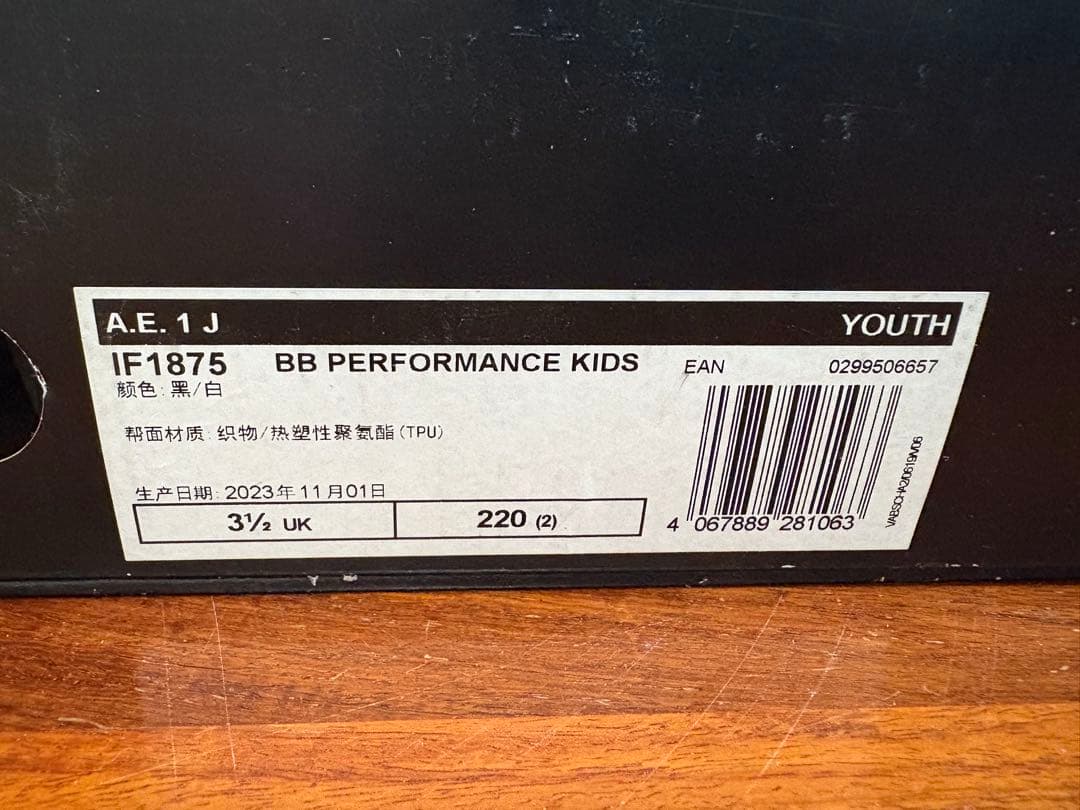 A.E. 1 J YOUTH
IF1875 BB PERFORMANCE KIDS EAN 0299506657
颜色: 黑/白
帮面材质: 织物/热塑性聚氨酯(TPU)
生产日期: 2023年11月01日
3½ UK 220 (2)
4 067889 281063